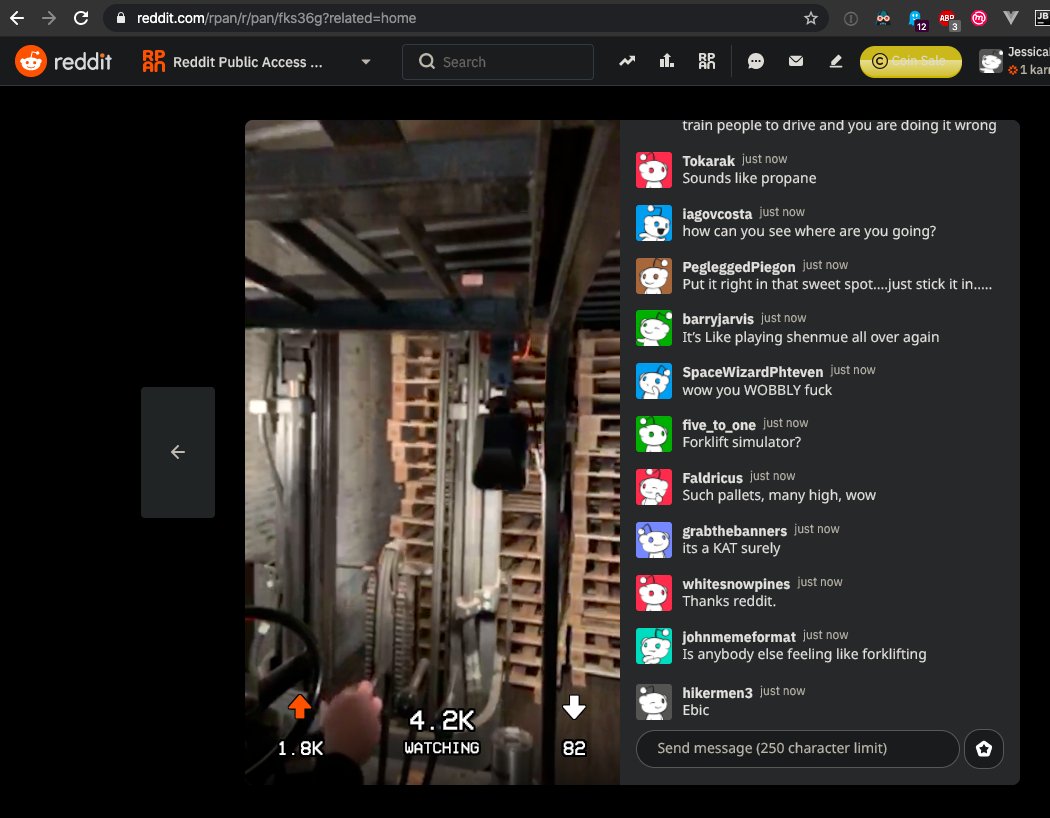 reddit.com/rpan/r/pan/fks36g?related=home
12
ABP
3
m
JB
reddit
RPAN
Reddit Public Access ...
Search
RPAN
Coin Sale
Jessical
1 karr
train people to drive and you are doing it wrong
Tokarak just now
Sounds like propane
iagovcosta just now
how can you see where are you going?
PegleggedPiegon just now
Put it right in that sweet spot....just stick it in.....
barryjarvis just now
It's Like playing shenmue all over again
SpaceWizardPhteven just now
wow you WOBBLY fuck
five_to_one just now
Forklift simulator?
Faldricus just now
Such pallets, many high, wow
grabthebanners just now
its a KAT surely
whitesnowpines just now
Thanks reddit.
johnmemeformat just now
Is anybody else feeling like forklifting
hikermen3 just now
Ebic
1.8K
4.2K
WATCHING
82
Send message (250 character limit)